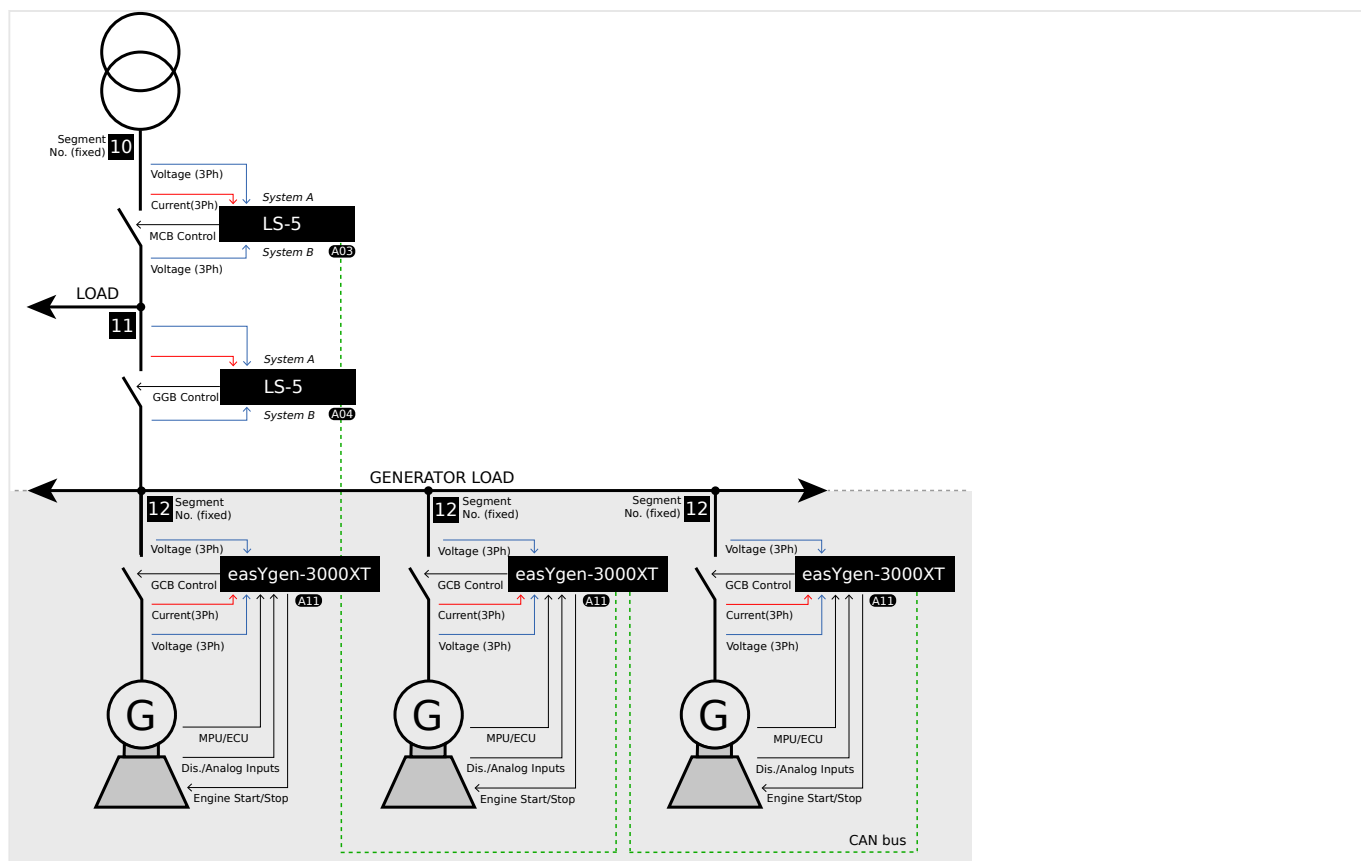 Segment
No. (fixed)
10
Voltage (3Ph)
System A
Current(3Ph)
LS-5
MCB Control
System B
A03
Voltage (3Ph)
LOAD
11
System A
LS-5
GGB Control
System B
A04
GENERATOR LOAD
12
Segment
No. (fixed)
Voltage (3Ph)
easYgen-3000XT
GCB Control
A11
Current(3Ph)
Voltage (3Ph)
G
MPU/ECU
Dis./Analog Inputs
Engine Start/Stop
12
Segment
No. (fixed)
Voltage (3Ph)
easYgen-3000XT
GCB Control
A11
Current(3Ph)
Voltage (3Ph)
G
MPU/ECU
Dis./Analog Inputs
Engine Start/Stop
Segment
No. (fixed)
12
Voltage (3Ph)
easYgen-3000XT
GCB Control
A11
Current(3Ph)
Voltage (3Ph)
G
MPU/ECU
Dis./Analog Inputs
Engine Start/Stop
CAN bus